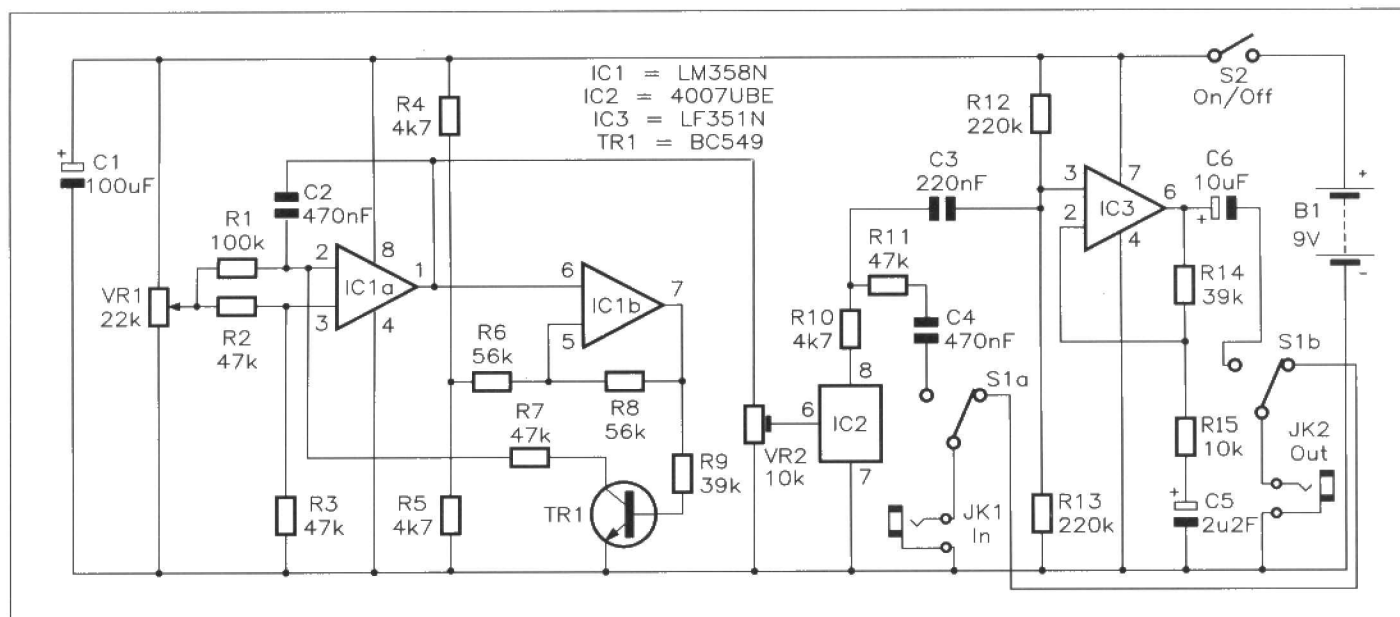 IC1 = LM358N
IC2 = 4007UBE
IC3 = LF351N
TR1 = BC549
+
C1
100uF
VR1
22k
R1
100k
R2
47k
C2
470nF
R3
47k
2
3
8
IC1a
1
4
R4
4k7
R5
4k7
R6
56k
6
5
IC1b
7
R8
56k
R7
47k
TR1
R9
39k
VR2
10k
6
8
IC2
7
R10
4k7
R11
47k
C3
220nF
C4
470nF
S1a
JK1
In
R12
220k
R13
220k
3
2
7
IC3
6
4
C6
10uF
+
R14
39k
R15
10k
+
C5
2u2F
S1b
JK2
Out
S2
On/Off
+
B1
9V
-